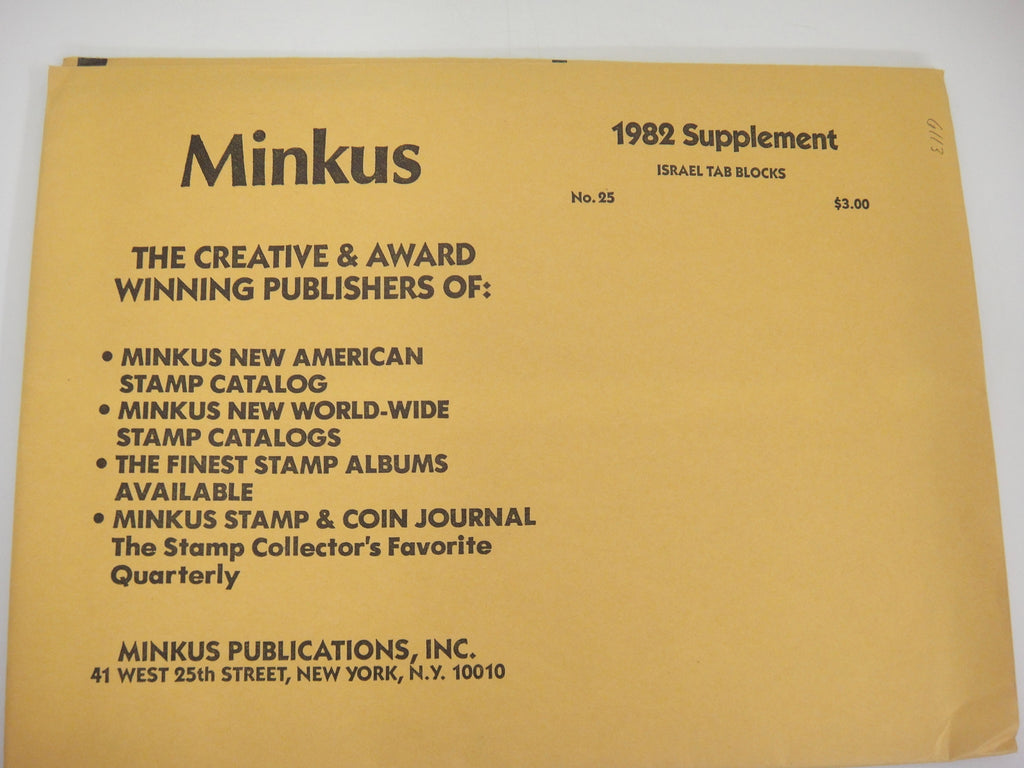 Minkus
1982 Supplement
ISRAEL TAB BLOCKS
No. 25
$3.00
THE CREATIVE & AWARD
WINNING PUBLISHERS OF:
• MINKUS NEW AMERICAN
STAMP CATALOG
• MINKUS NEW WORLD-WIDE
STAMP CATALOGS
• THE FINEST STAMP ALBUMS
AVAILABLE
• MINKUS STAMP & COIN JOURNAL
The Stamp Collector's Favorite
Quarterly
MINKUS PUBLICATIONS, INC.
41 WEST 25th STREET, NEW YORK, N.Y. 10010